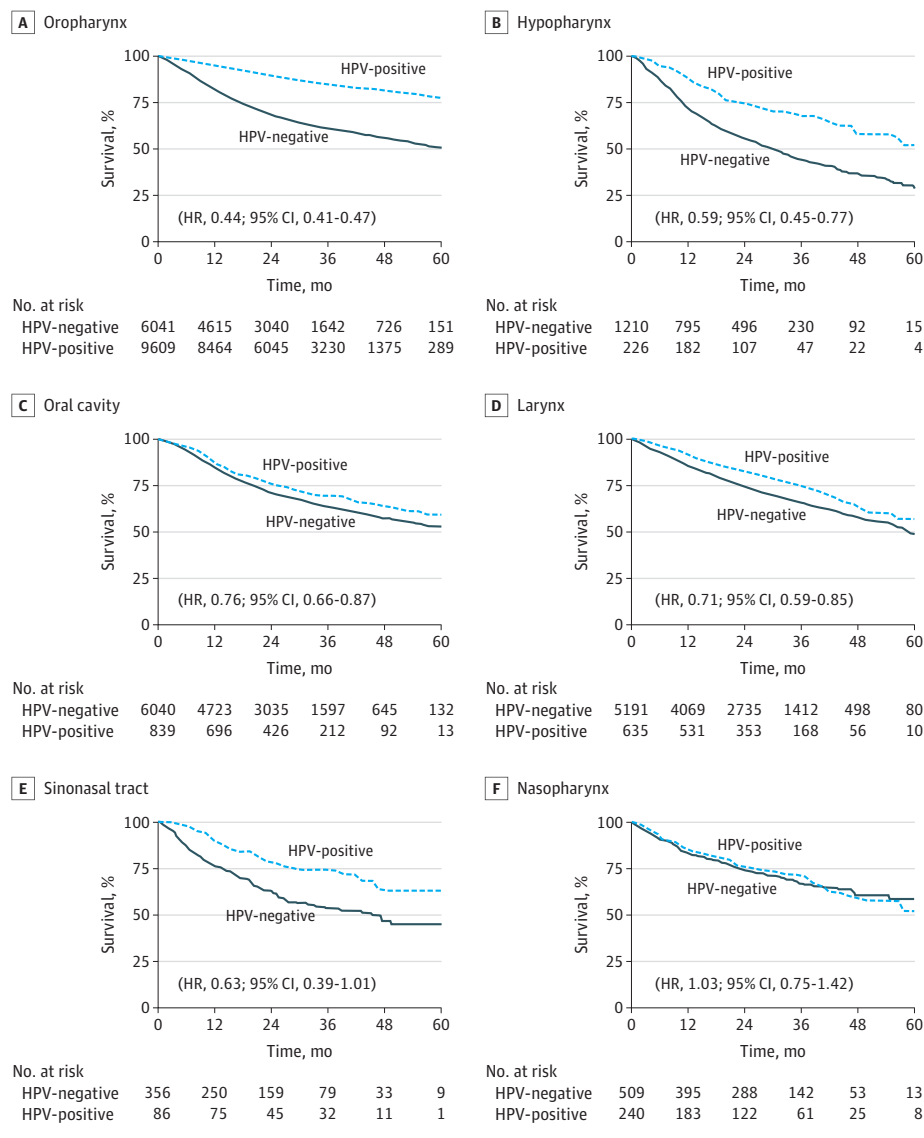 A Oropharynx
100
75
50
25
0
Survival, %
HPV-positive
HPV-negative
(HR, 0.44; 95% CI, 0.41-0.47)
0 12 24 36 48 60
Time, mo
No. at risk
HPV-negative 6041 4615 3040 1642 726 151
HPV-positive 9609 8464 6045 3230 1375 289
B Hypopharynx
100
75
50
25
0
Survival, %
HPV-positive
HPV-negative
(HR, 0.59; 95% CI, 0.45-0.77)
0 12 24 36 48 60
Time, mo
No. at risk
HPV-negative 1210 795 496 230 92 15
HPV-positive 226 182 107 47 22 4
C Oral cavity
100
75
50
25
0
Survival, %
HPV-positive
HPV-negative
(HR, 0.76; 95% CI, 0.66-0.87)
0 12 24 36 48 60
Time, mo
No. at risk
HPV-negative 6040 4723 3035 1597 645 132
HPV-positive 839 696 426 212 92 13
D Larynx
100
75
50
25
0
Survival, %
HPV-positive
HPV-negative
(HR, 0.71; 95% CI, 0.59-0.85)
0 12 24 36 48 60
Time, mo
No. at risk
HPV-negative 5191 4069 2735 1412 498 80
HPV-positive 635 531 353 168 56 10
E Sinonasal tract
100
75
50
25
0
Survival, %
HPV-positive
HPV-negative
(HR, 0.63; 95% CI, 0.39-1.01)
0 12 24 36 48 60
Time, mo
No. at risk
HPV-negative 356 250 159 79 33 9
HPV-positive 86 75 45 32 11 1
F Nasopharynx
100
75
50
25
0
Survival, %
HPV-positive
HPV-negative
(HR, 1.03; 95% CI, 0.75-1.42)
0 12 24 36 48 60
Time, mo
No. at risk
HPV-negative 509 395 288 142 53 13
HPV-positive 240 183 122 61 25 8